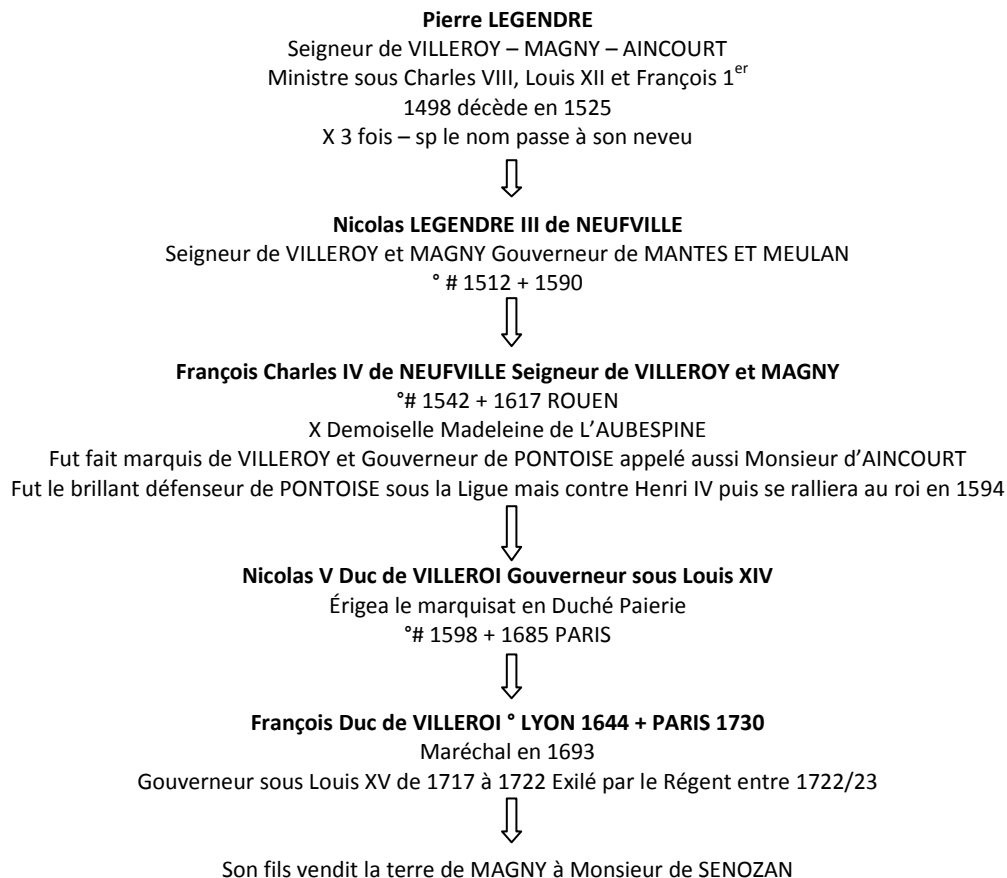 Pierre LEGENDRE
Seigneur de VILLEROY – MAGNY – AINCOURT
Ministre sous Charles VIII, Louis XII et François 1er
1498 décède en 1525
X 3 fois – sp le nom passe à son neveu
Nicolas LEGENDRE III de NEUFVILLE
Seigneur de VILLEROY et MAGNY Gouverneur de MANTES ET MEULAN
° # 1512 + 1590
François Charles IV de NEUFVILLE Seigneur de VILLEROY et MAGNY
°# 1542 + 1617 ROUEN
X Demoiselle Madeleine de L’AUBESPINE
Fut fait marquis de VILLEROY et Gouverneur de PONTOISE appelé aussi Monsieur d’AINCOURT
Fut le brillant défenseur de PONTOISE sous la Ligue mais contre Henri IV puis se ralliera au roi en 1594
Nicolas V Duc de VILLEROI Gouverneur sous Louis XIV
Érigea le marquisat en Duché Paierie
°# 1598 + 1685 PARIS
François Duc de VILLEROI ° LYON 1644 + PARIS 1730
Maréchal en 1693
Gouverneur sous Louis XV de 1717 à 1722 Exilé par le Régent entre 1722/23
Son fils vendit la terre de MAGNY à Monsieur de SENOZAN